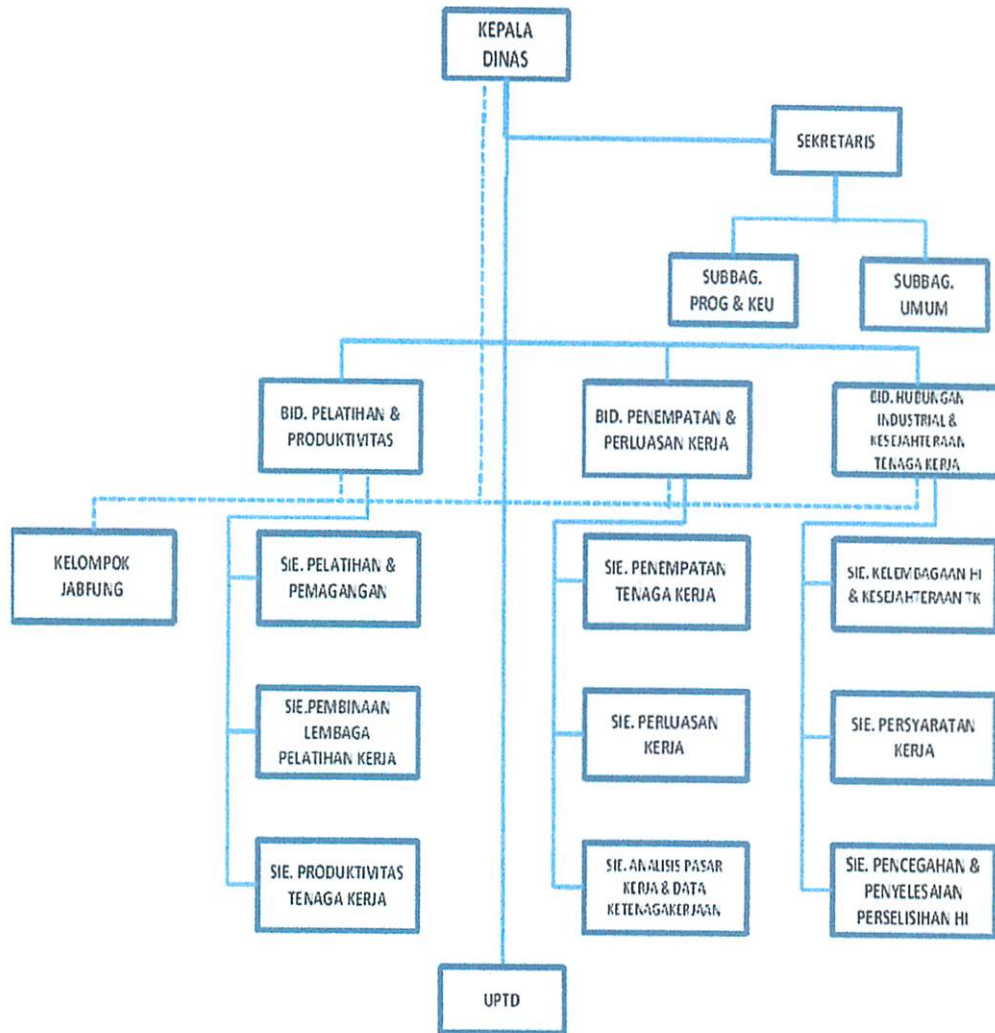 KEPALA
DINAS
SEKRETARIS
SUBBAG.
PROG & KEU
SUBBAG.
UMUM
BID. PELATIHAN &
PRODUKTIVITAS
BID. PENEMPATAN &
PERLUASAN KERJA
BID. HUBUNGAN
INDUSTRIAL &
KESEJAHTERAAN
TENAGA KERJA
KELOMPOK
JABFUNG
SIE. PELATIHAN &
PEMAGANGAN
SIE. PENEMPATAN
TENAGA KERJA
SIE. KELEMBAGAAN HI
& KESEJAHTERAAN TK
SIE.PEMBINAAN
LEMBAGA
PELATIHAN KERJA
SIE. PERLUASAN
KERJA
SIE. PERSYARATAN
KERJA
SIE. PRODUKTIVITAS
TENAGA KERJA
SIE. ANALISIS PASAR
KERJA & DATA
KETENAGAKERJAAN
SIE. PENCEGAHAN &
PENYELESAIAN
PERSELISIHAN HI
UPTD